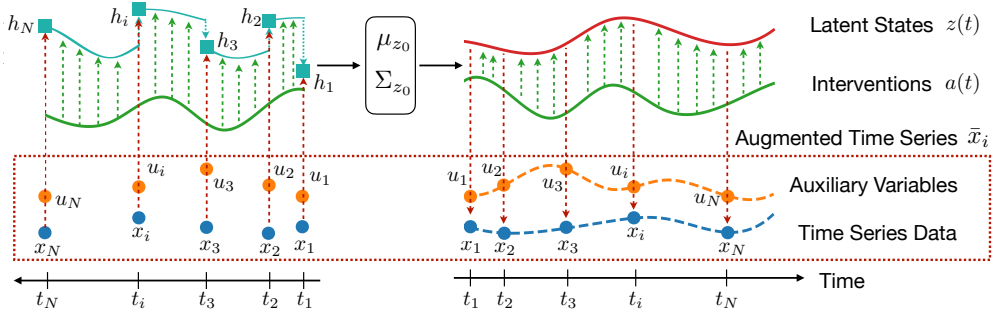 h_N h_i h_3 h_2 h_1
μ_{z_0}
Σ_{z_0}
Latent States z(t)
Interventions a(t)
Augmented Time Series x̄_i
u_N u_i u_3 u_2 u_1
u_1 u_2 u_3 u_i u_N
Auxiliary Variables
x_N x_i x_3 x_2 x_1
x_1 x_2 x_3 x_i x_N
Time Series Data
t_N t_i t_3 t_2 t_1
t_1 t_2 t_3 t_i t_N
Time